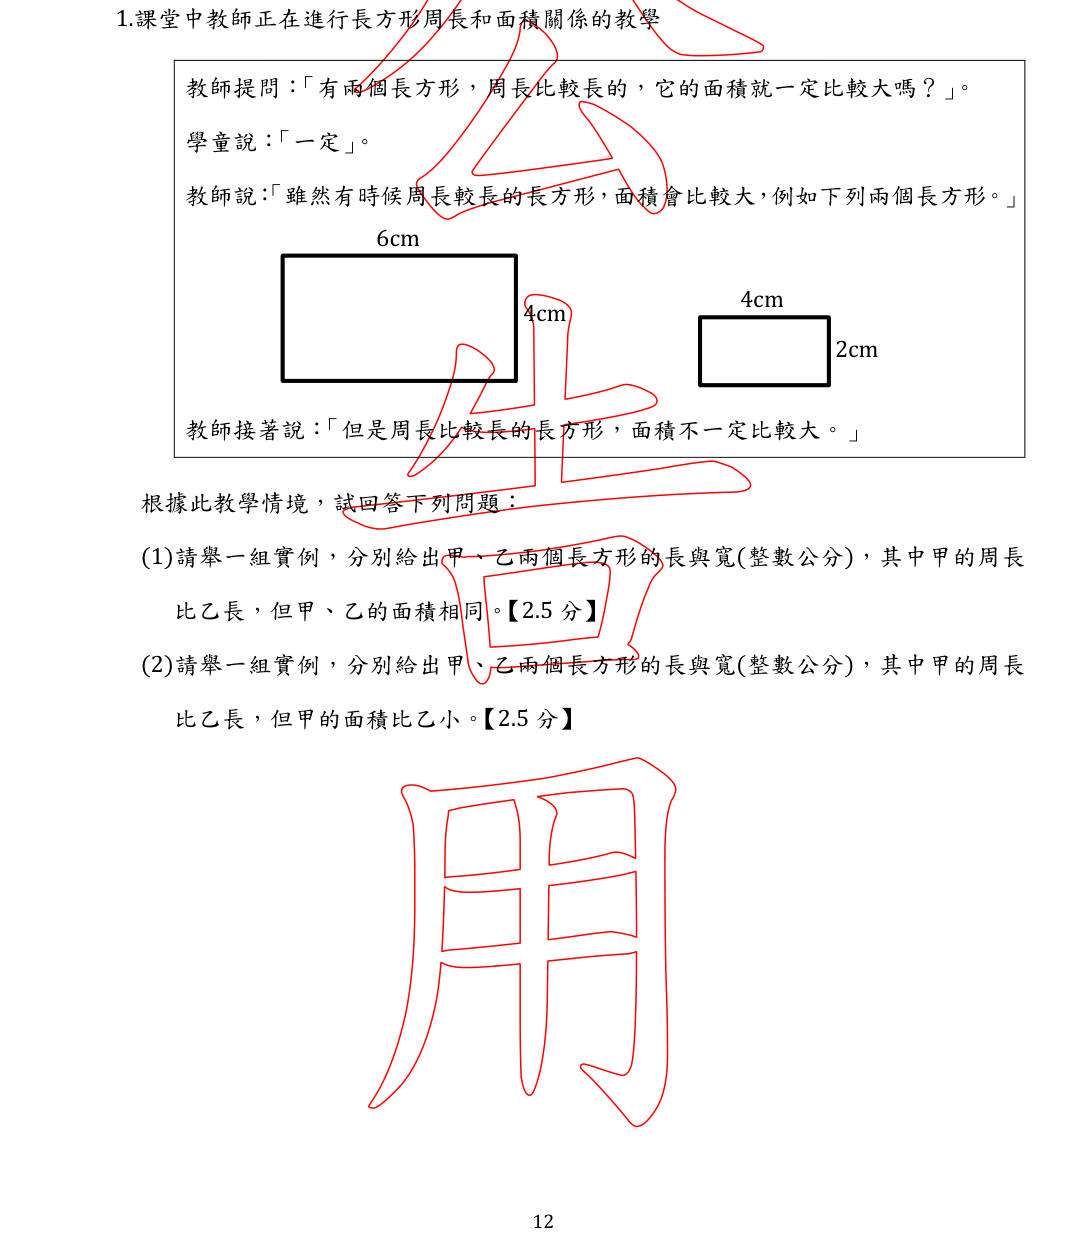 1.課堂中教師正在進行長方形周長和面積關係的教學
教師提問：「有兩個長方形，周長比較長的，它的面積就一定比較大嗎？」。
學童說：「一定」。
教師說：「雖然有時候周長較長的長方形，面積會比較大，例如下列兩個長方形。」
6cm
4cm
4cm
2cm
教師接著說：「但是周長比較長的長方形，面積不一定比較大。」
根據此教學情境，試回答下列問題：
(1)請舉一組實例，分別給出甲、乙兩個長方形的長與寬(整數公分)，其中甲的周長
比乙長，但甲、乙的面積相同。【2.5 分】
(2)請舉一組實例，分別給出甲、乙兩個長方形的長與寬(整數公分)，其中甲的周長
比乙長，但甲的面積比乙小。【2.5 分】
公
告
用
12